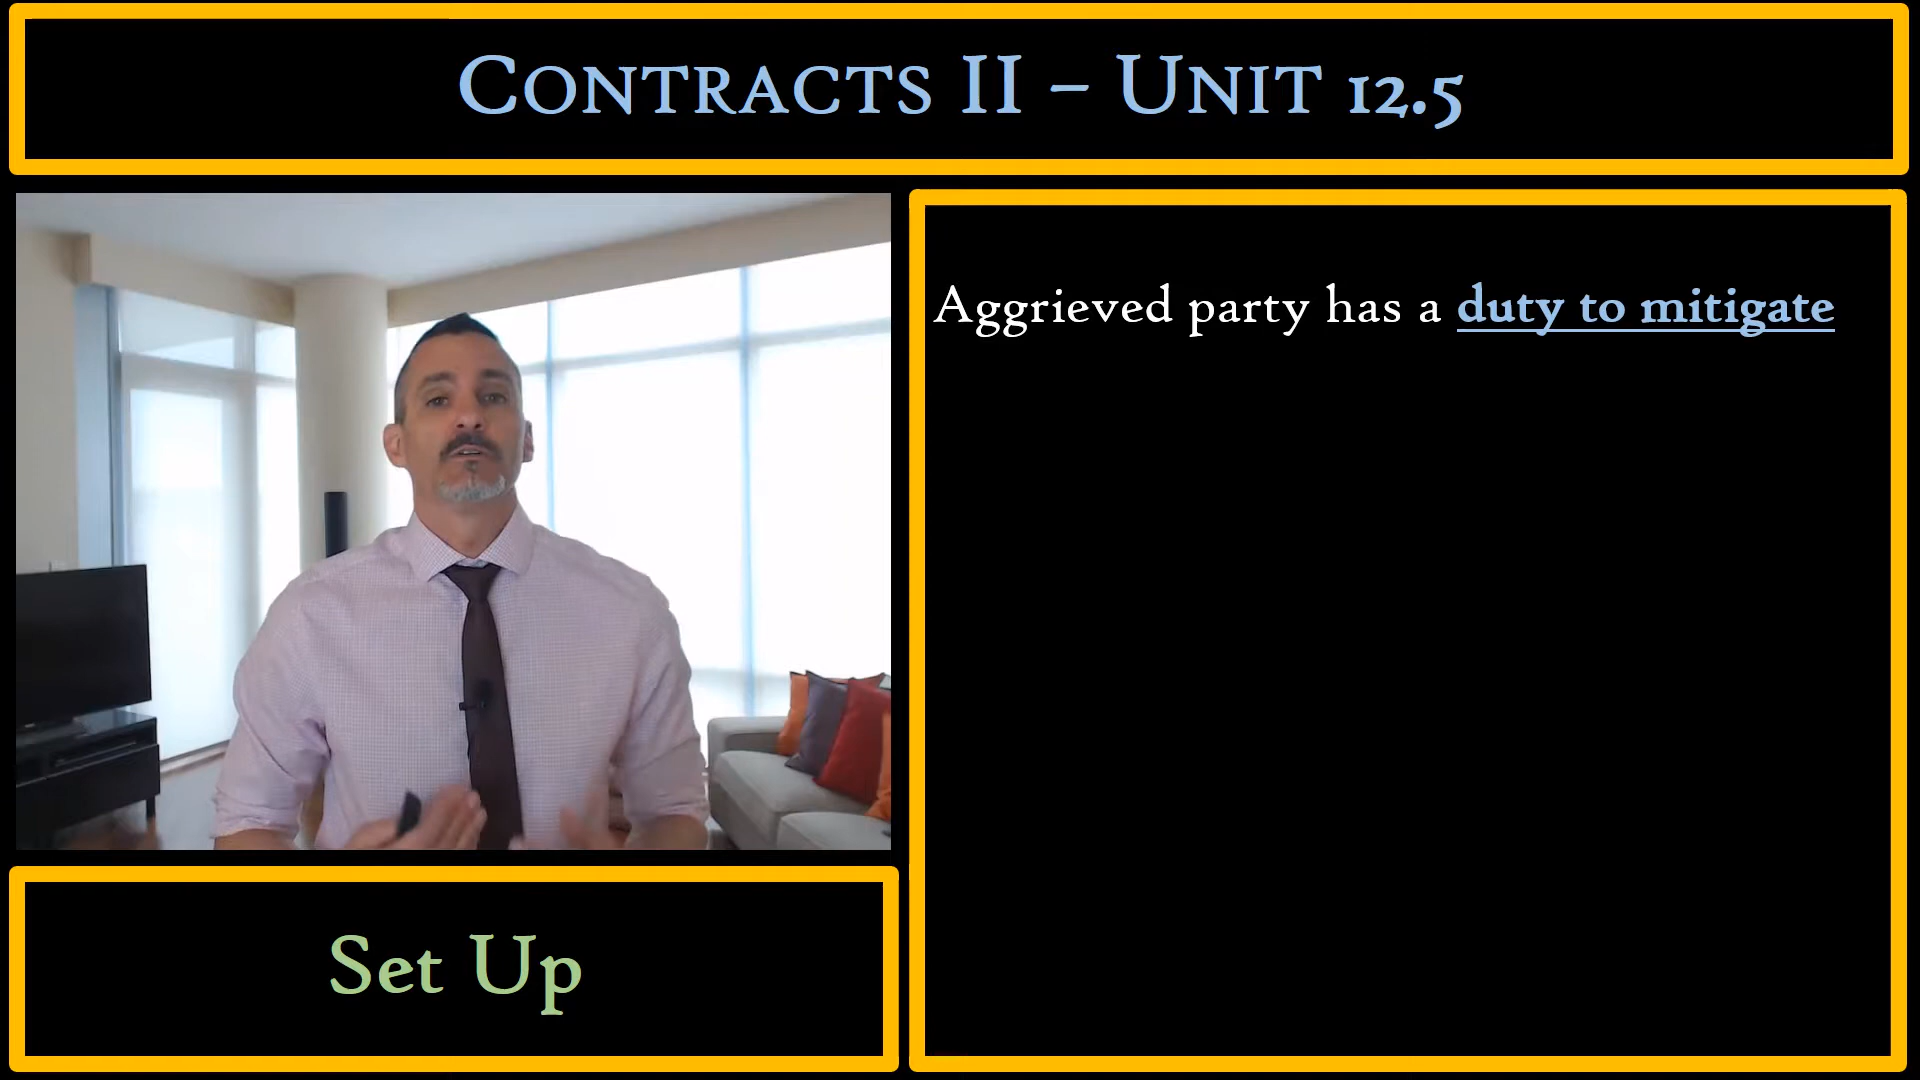 Contracts II – Unit 12.5
Aggrieved party has a duty to mitigate
Set Up